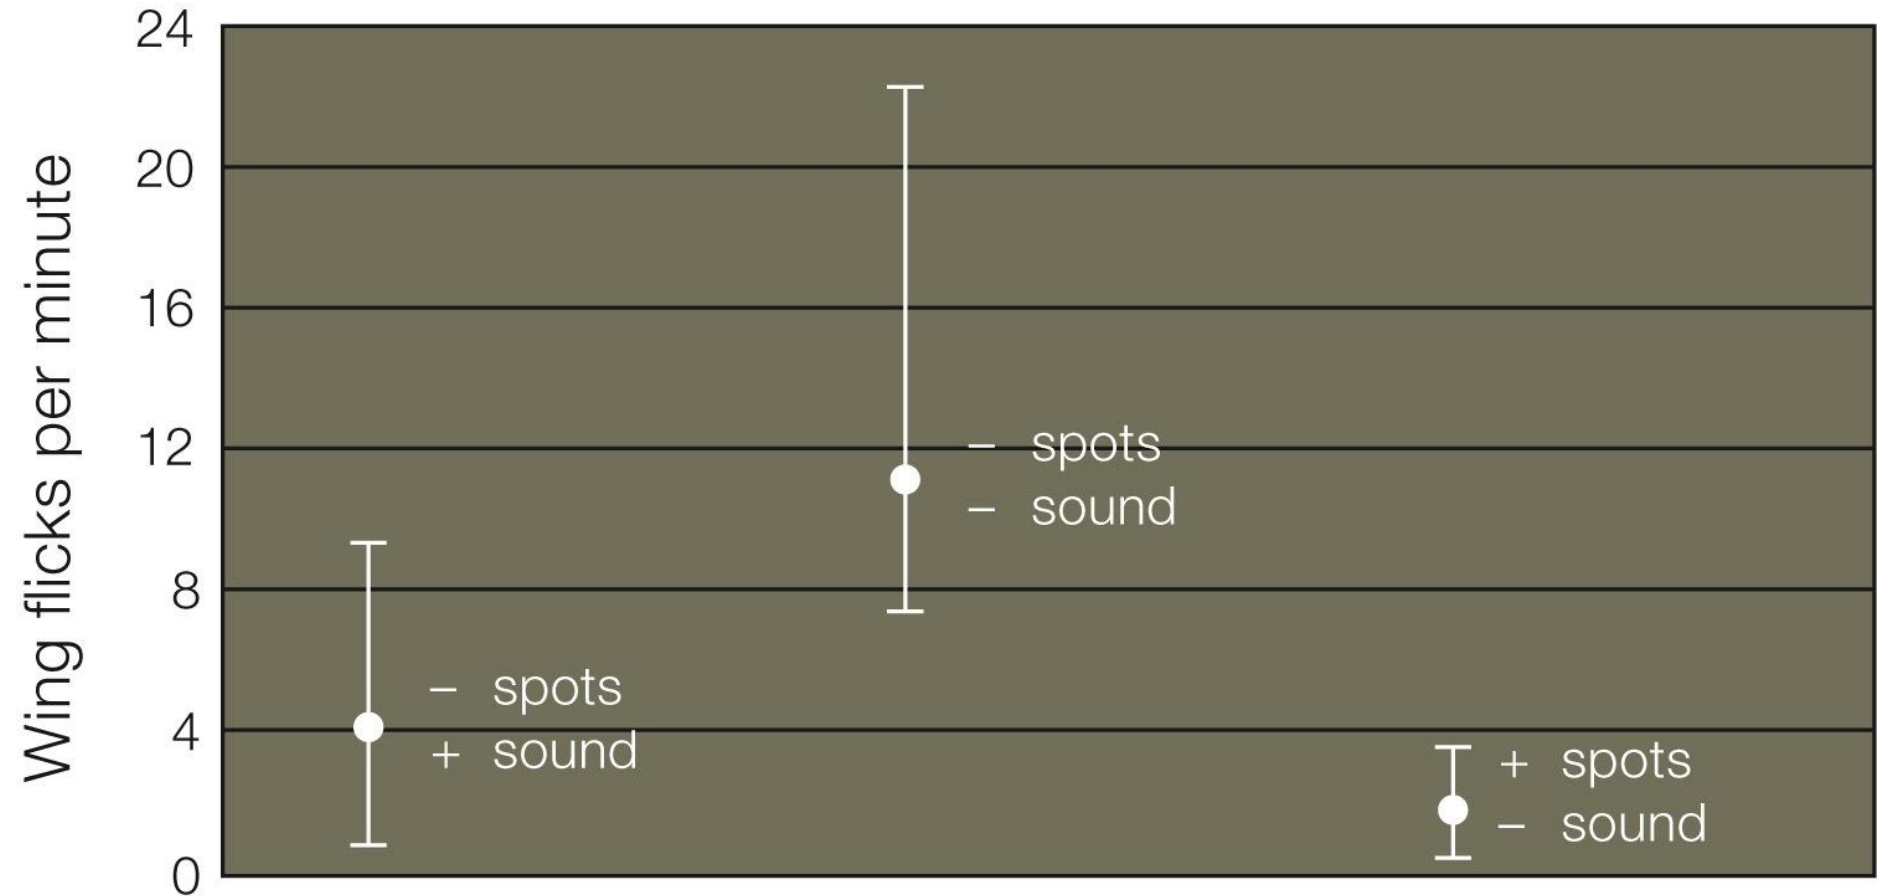 Wing flicks per minute
24
20
16
12
8
4
0
– spots
+ sound
– spots
– sound
+ spots
– sound